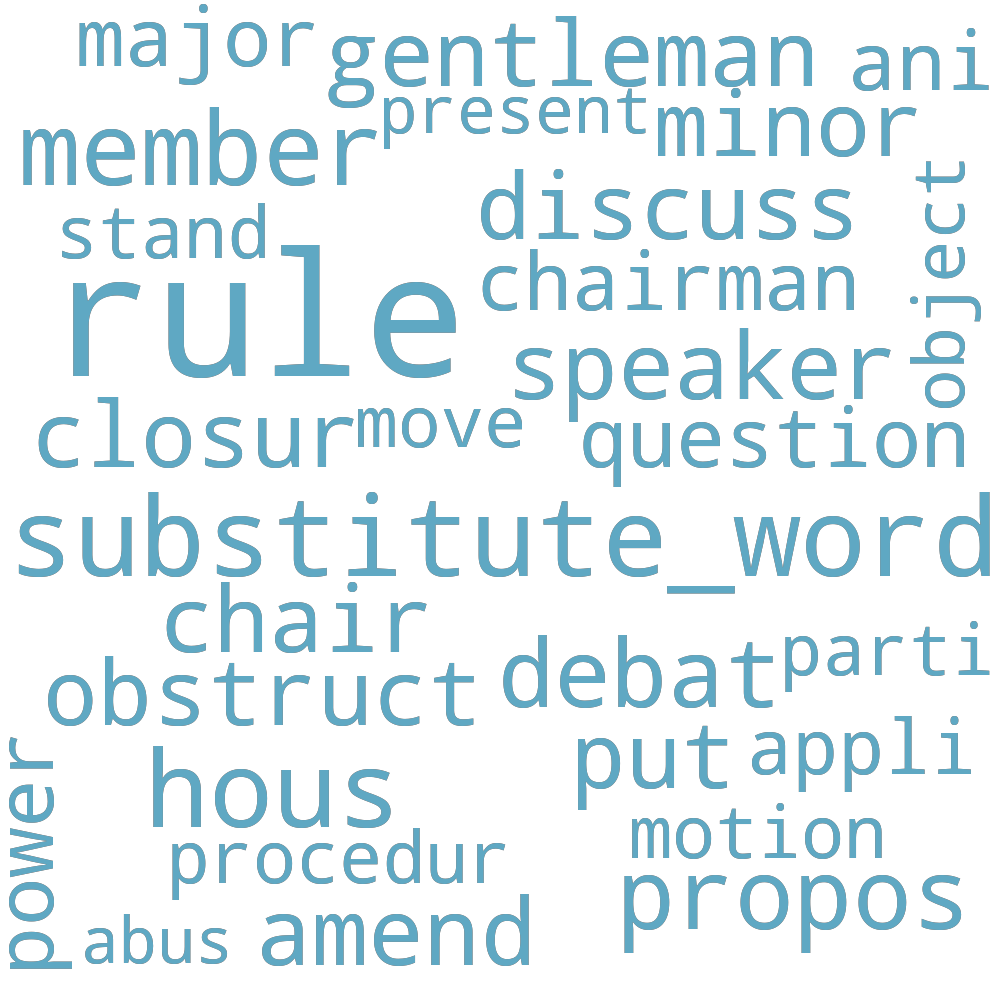 major
gentleman
ani
present
minor
member
object
discuss
stand
rule
chairman
speaker
closur
move
question
substitute_word
chair
debat
parti
obstruct
put
appli
power
hous
motion
procedur
propos
abus
amend